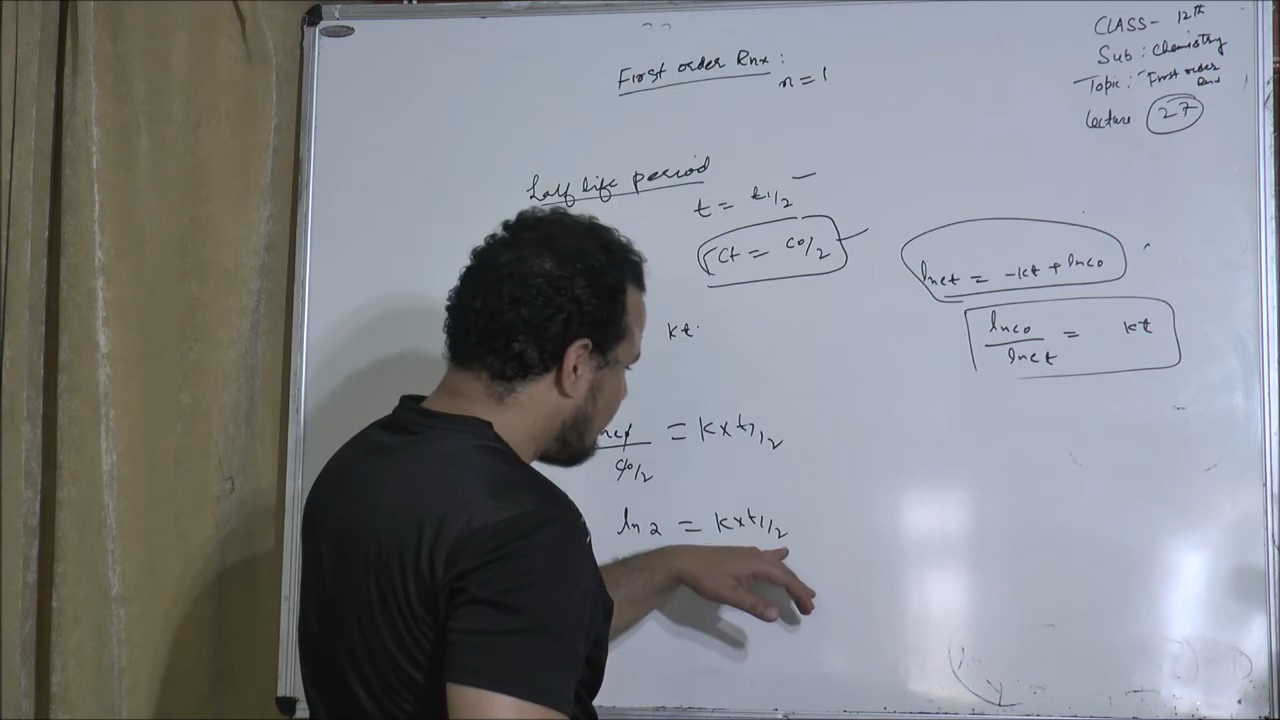 First order Rnx :
n = 1
CLASS - 12th
Sub : Chemistry
Topic : - First order Rnx
Lecture 27
Half life period
t = t1/2
Ct = C0/2
lnCt = -kt + lnC0
lnC0/lnCt = kt
kt
C0/2 = k x t1/2
ln 2 = k x t1/2